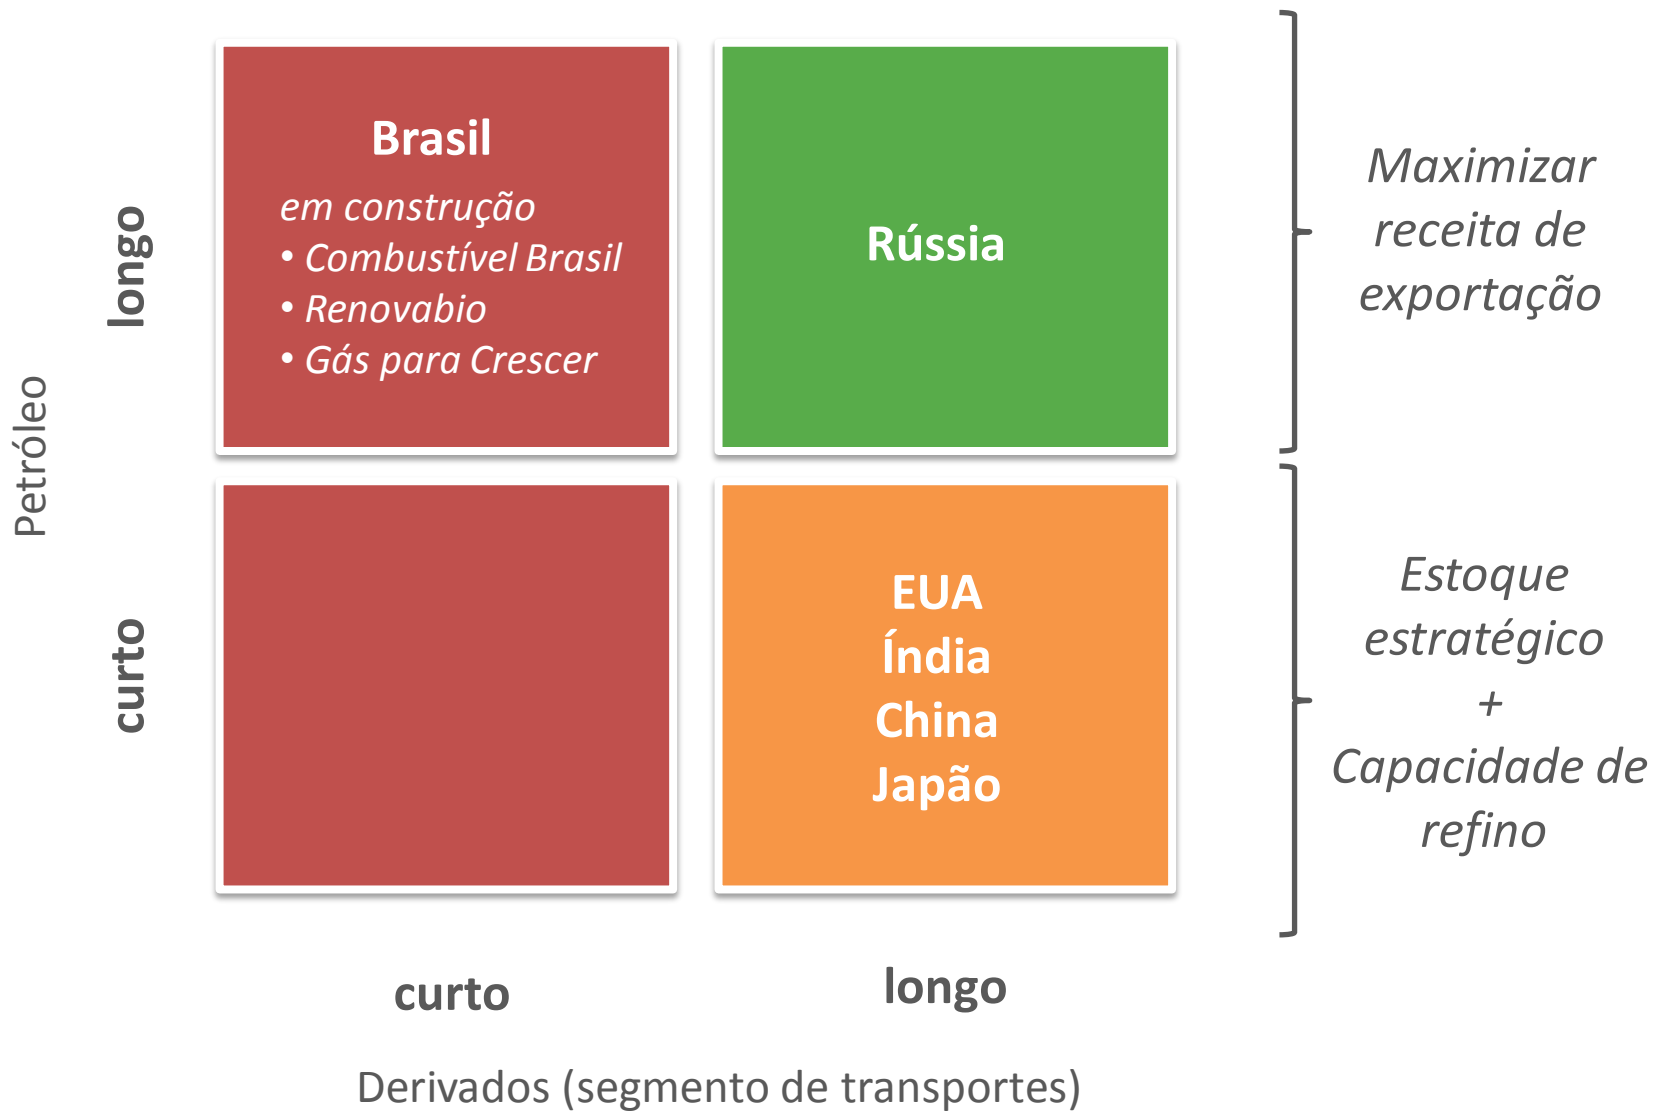 Petróleo
longo
Brasil
em construção
• Combustível Brasil
• Renovabio
• Gás para Crescer
Rússia
Maximizar
receita de
exportação
curto
EUA
Índia
China
Japão
Estoque
estratégico
+
Capacidade de
refino
curto
longo
Derivados (segmento de transportes)